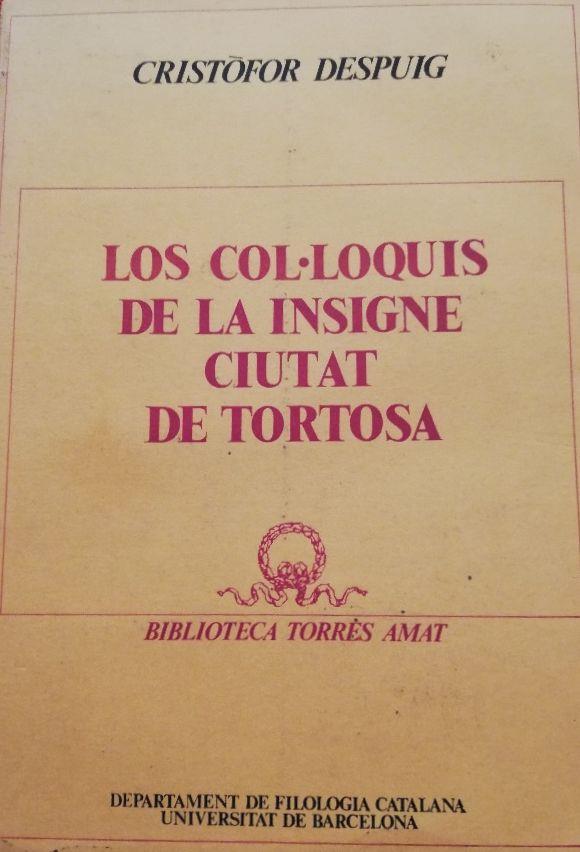 CRISTÒFOR DESPUIG
LOS COL·LOQUIS
DE LA INSIGNE
CIUTAT
DE TORTOSA
BIBLIOTECA TORRES AMAT
DEPARTAMENT DE FILOLOGIA CATALANA
UNIVERSITAT DE BARCELONA